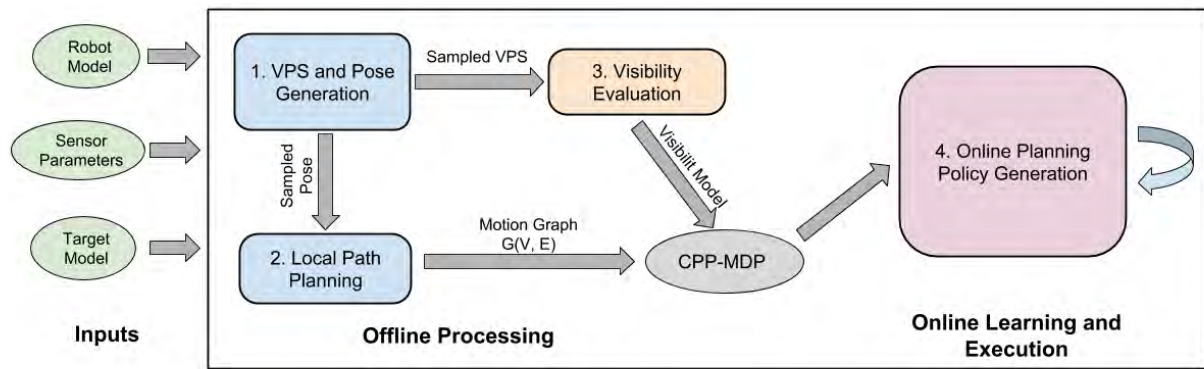 Robot
Model
Sensor
Parameters
Target
Model
Inputs
1. VPS and Pose
Generation
Sampled VPS
3. Visibility
Evaluation
Sampled
Pose
Visibilit Model
2. Local Path
Planning
Motion Graph
G(V, E)
CPP-MDP
Offline Processing
4. Online Planning
Policy Generation
Online Learning and
Execution